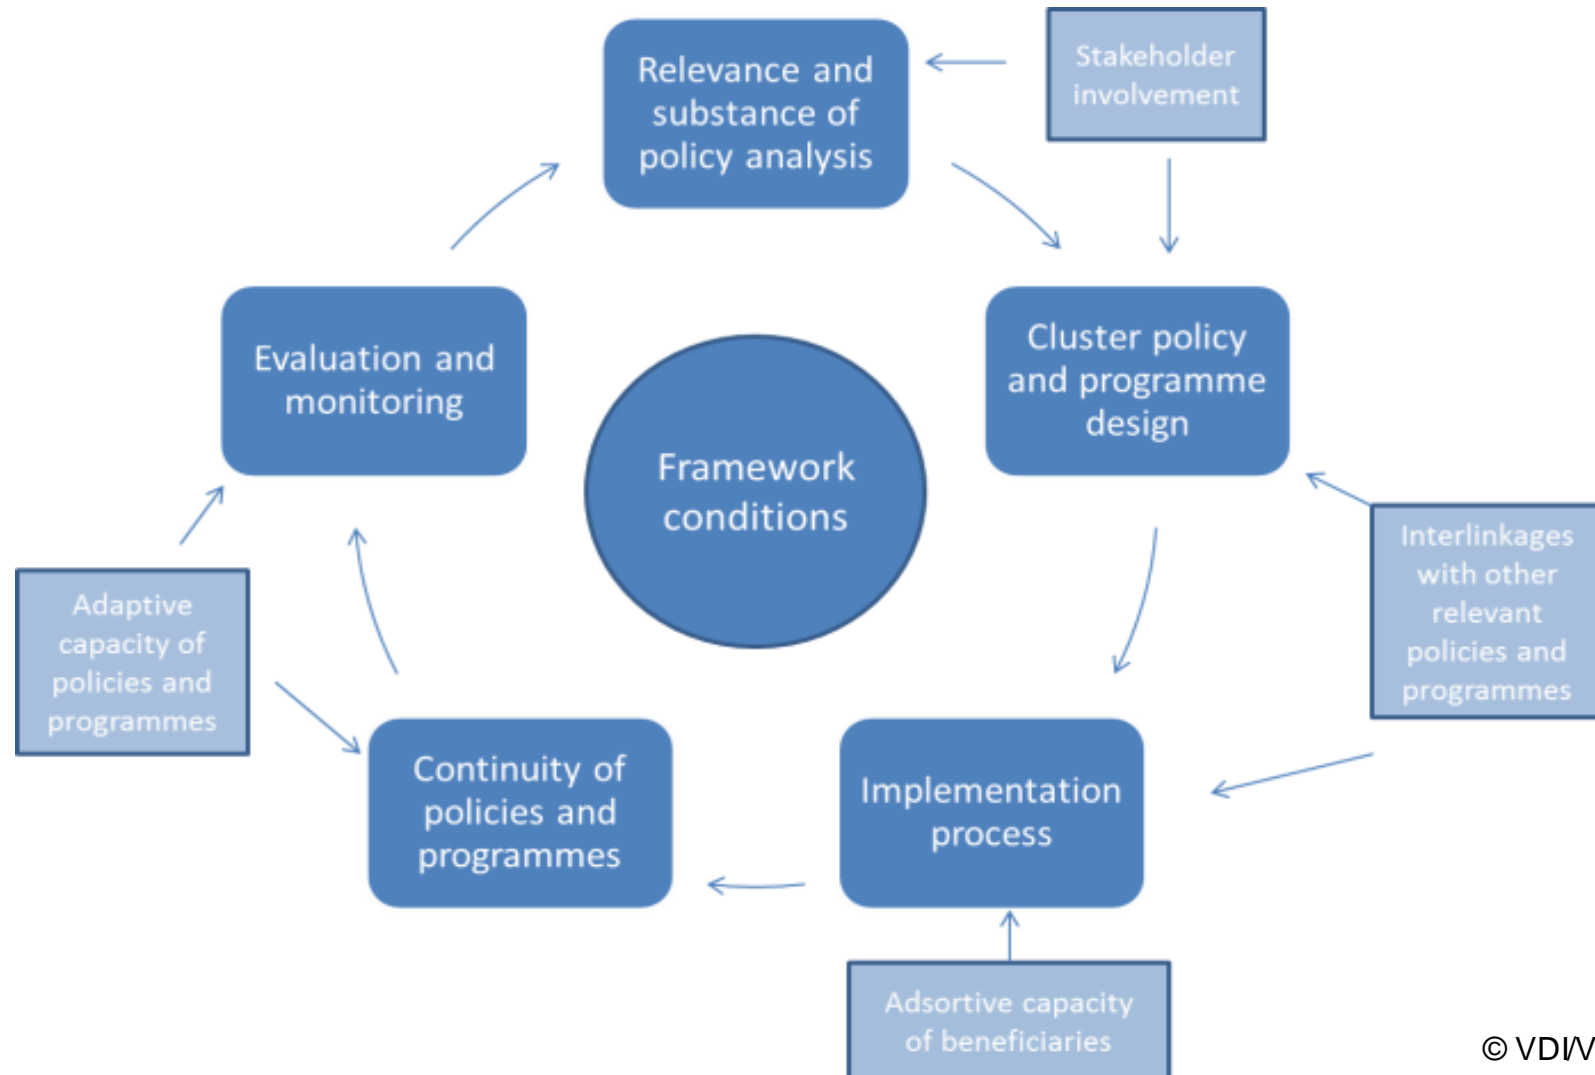 Relevance and
substance of
policy analysis
Stakeholder
involvement
Evaluation and
monitoring
Cluster policy
and programme
design
Framework
conditions
Interlinkages
with other
relevant
policies and
programmes
Adaptive
capacity of
policies and
programmes
Continuity of
policies and
programmes
Implementation
process
Adsortive capacity
of beneficiaries
© VDI/V